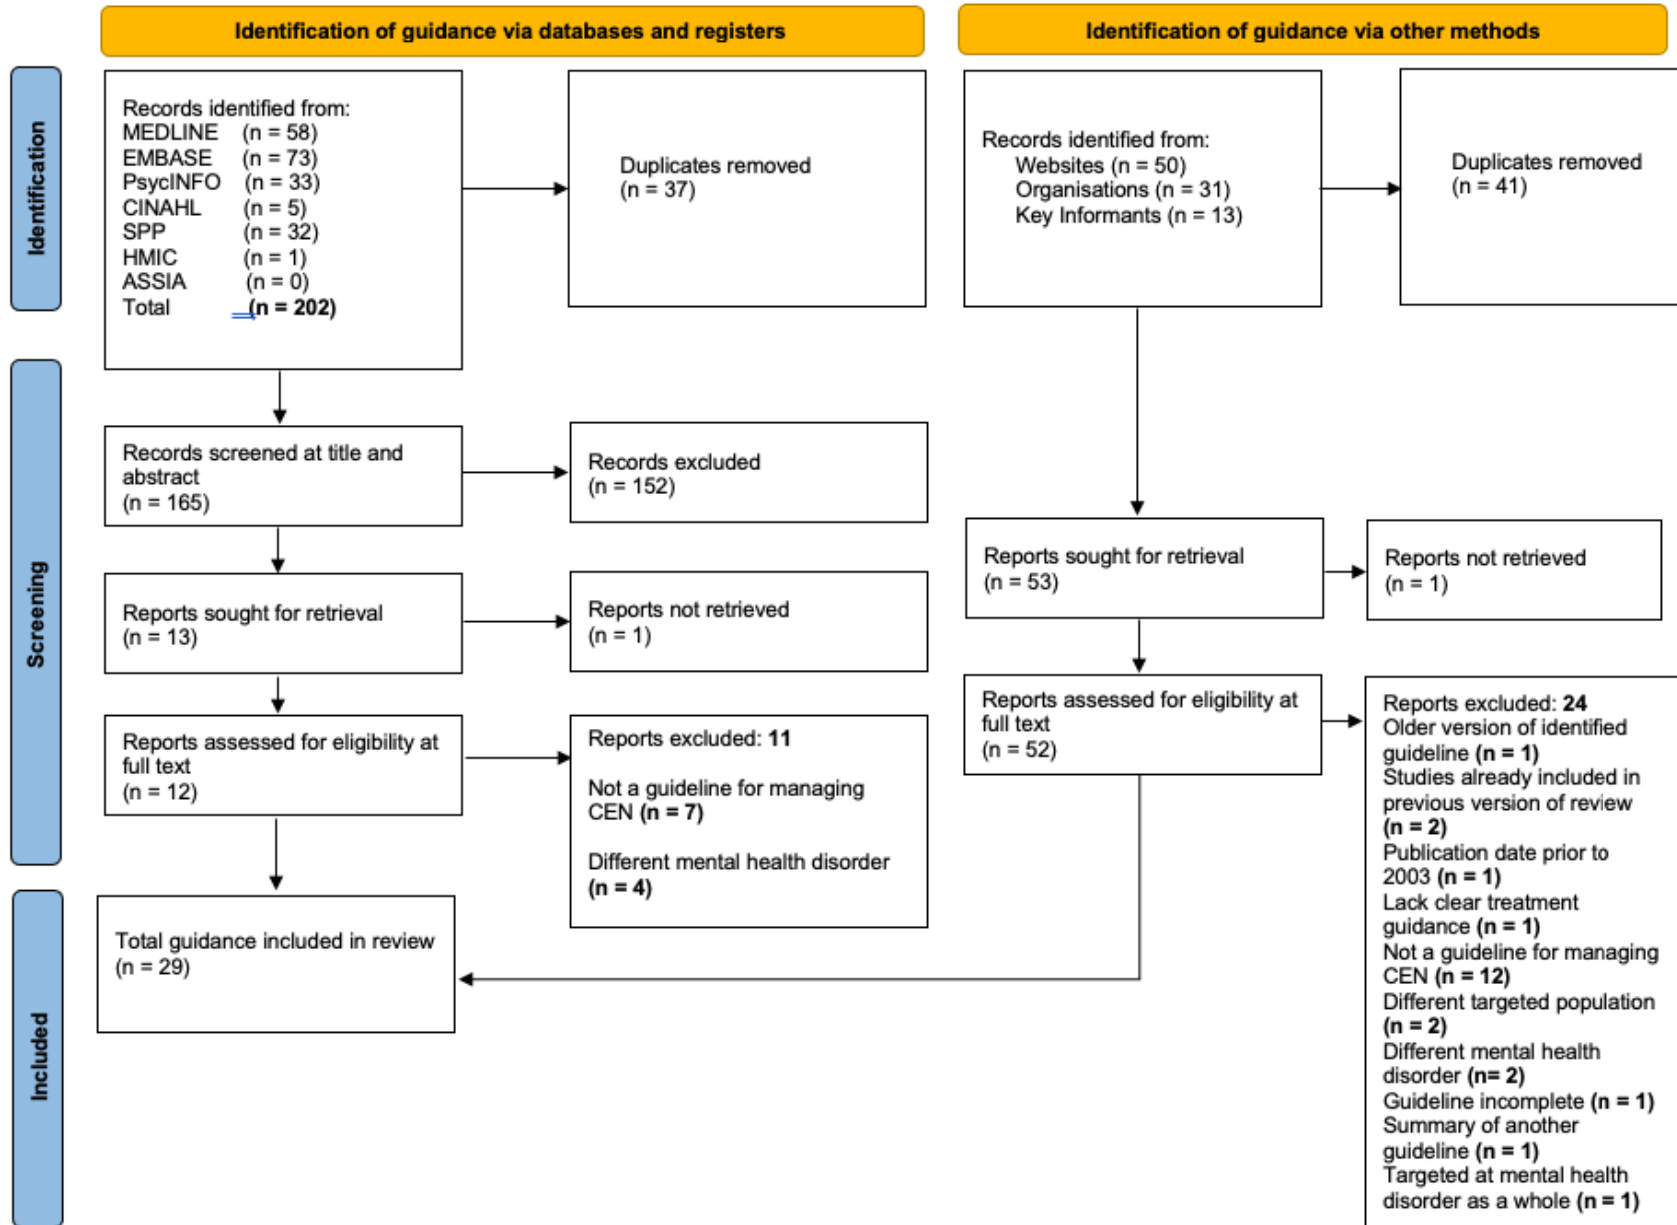 Identification of guidance via databases and registers
Identification of guidance via other methods
Identification
Records identified from:
MEDLINE (n = 58)
EMBASE (n = 73)
PsycINFO (n = 33)
CINAHL (n = 5)
SPP (n = 32)
HMIC (n = 1)
ASSIA (n = 0)
Total (n = 202)
Duplicates removed
(n = 37)
Records identified from:
Websites (n = 50)
Organisations (n = 31)
Key Informants (n = 13)
Duplicates removed
(n = 41)
Screening
Records screened at title and
abstract
(n = 165)
Records excluded
(n = 152)
Reports sought for retrieval
(n = 13)
Reports not retrieved
(n = 1)
Reports sought for retrieval
(n = 53)
Reports not retrieved
(n = 1)
Reports assessed for eligibility at
full text
(n = 12)
Reports excluded: 11
Not a guideline for managing
CEN (n = 7)
Different mental health disorder
(n = 4)
Reports assessed for eligibility at
full text
(n = 52)
Reports excluded: 24
Older version of identified
guideline (n = 1)
Studies already included in
previous version of review
(n = 2)
Publication date prior to
2003 (n = 1)
Lack clear treatment
guidance (n = 1)
Not a guideline for managing
CEN (n = 12)
Different targeted population
(n = 2)
Different mental health
disorder (n= 2)
Guideline incomplete (n = 1)
Summary of another
guideline (n = 1)
Targeted at mental health
disorder as a whole (n = 1)
Included
Total guidance included in review
(n = 29)